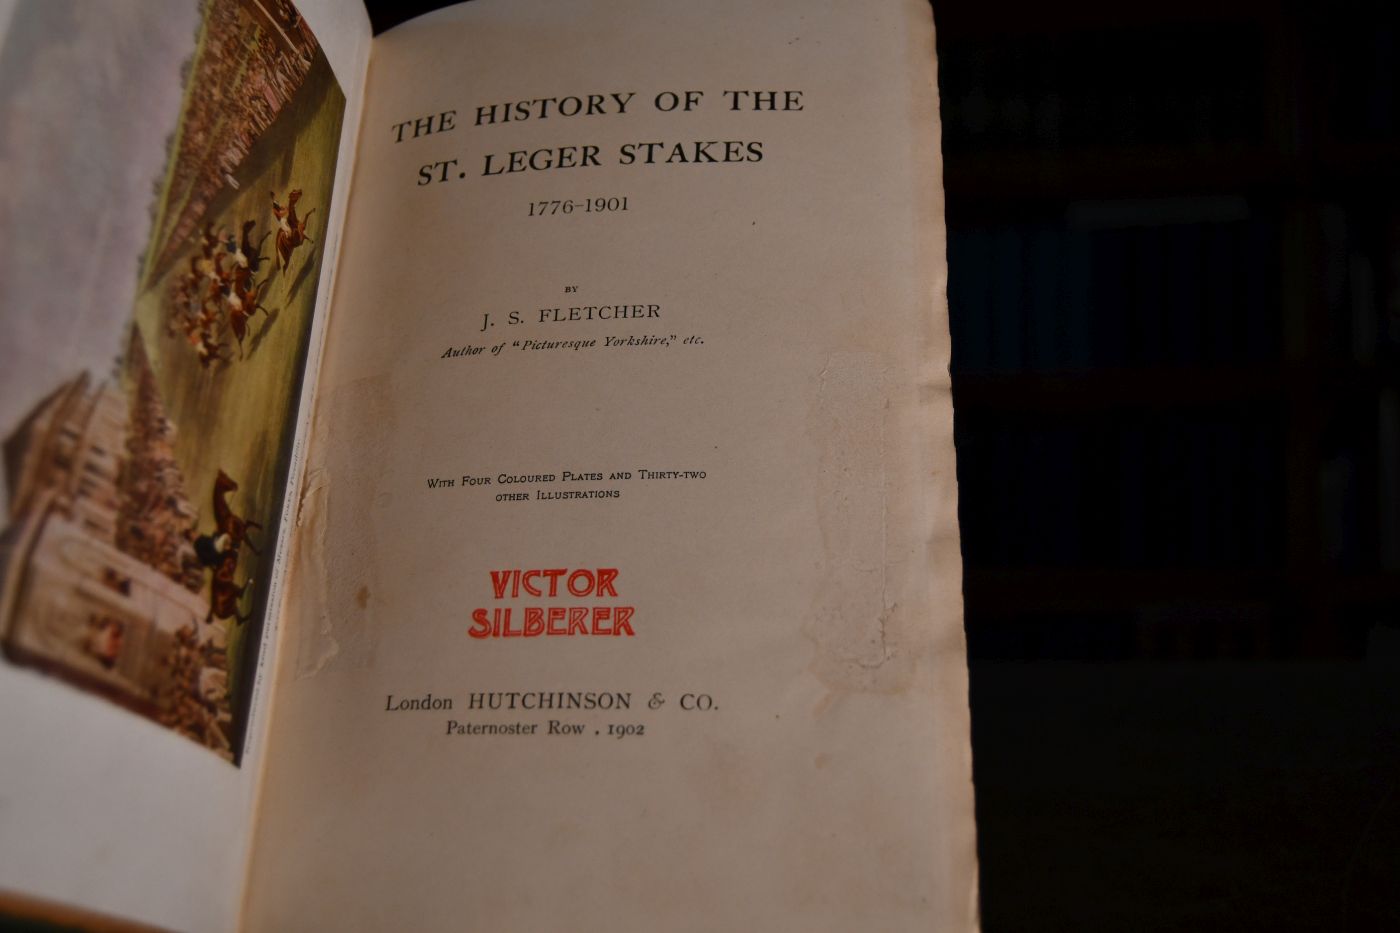 THE HISTORY OF THE
ST. LEGER STAKES
1776-1901
BY
J. S. FLETCHER
Author of "Picturesque Yorkshire," etc.
WITH FOUR COLOURED PLATES AND THIRTY-TWO
OTHER ILLUSTRATIONS
VICTOR
SILBERER
London HUTCHINSON & CO.
Paternoster Row . 1902